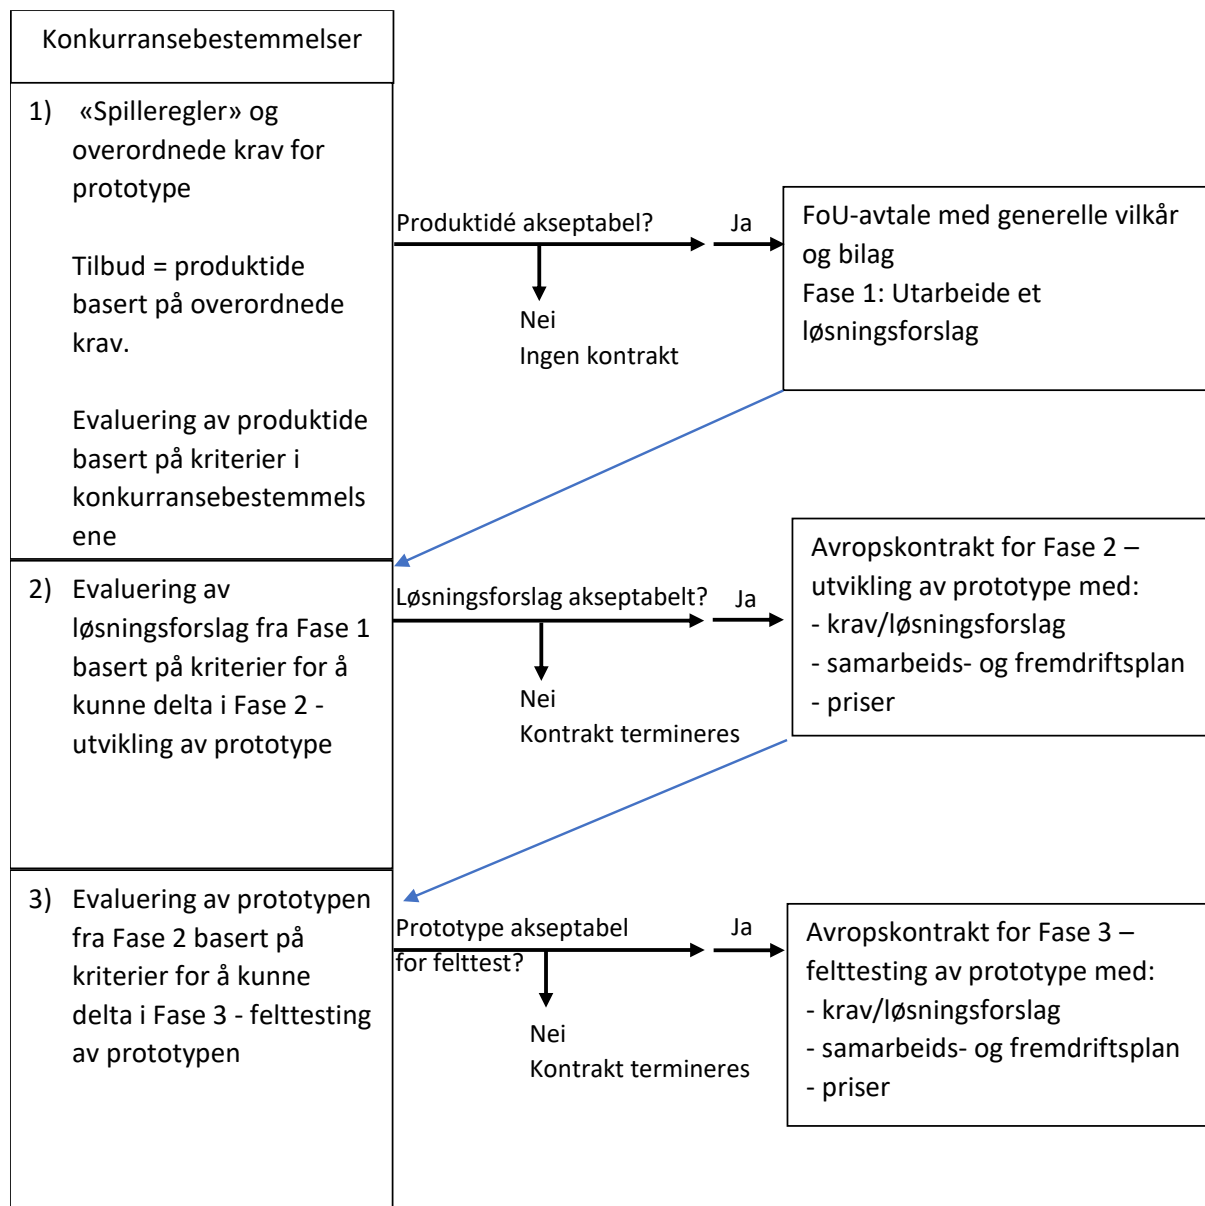 Konkurransebestemmelser
1) «Spilleregler» og
overordnede krav for
prototype
Tilbud = produktide
basert på overordnede
krav.
Evaluering av produktide
basert på kriterier i
konkurransebestemmels
ene
Produktidé akseptabel?
Ja
Nei
Ingen kontrakt
FoU-avtale med generelle vilkår
og bilag
Fase 1: Utarbeide et
løsningsforslag
2) Evaluering av
løsningsforslag fra Fase 1
basert på kriterier for å
kunne delta i Fase 2 -
utvikling av prototype
Løsningsforslag akseptabelt?
Ja
Nei
Kontrakt termineres
Avropskontrakt for Fase 2 –
utvikling av prototype med:
- krav/løsningsforslag
- samarbeids- og fremdriftsplan
- priser
3) Evaluering av prototypen
fra Fase 2 basert på
kriterier for å kunne
delta i Fase 3 - felttesting
av prototypen
Prototype akseptabel
for felttest?
Ja
Nei
Kontrakt termineres
Avropskontrakt for Fase 3 –
felttesting av prototype med:
- krav/løsningsforslag
- samarbeids- og fremdriftsplan
- priser